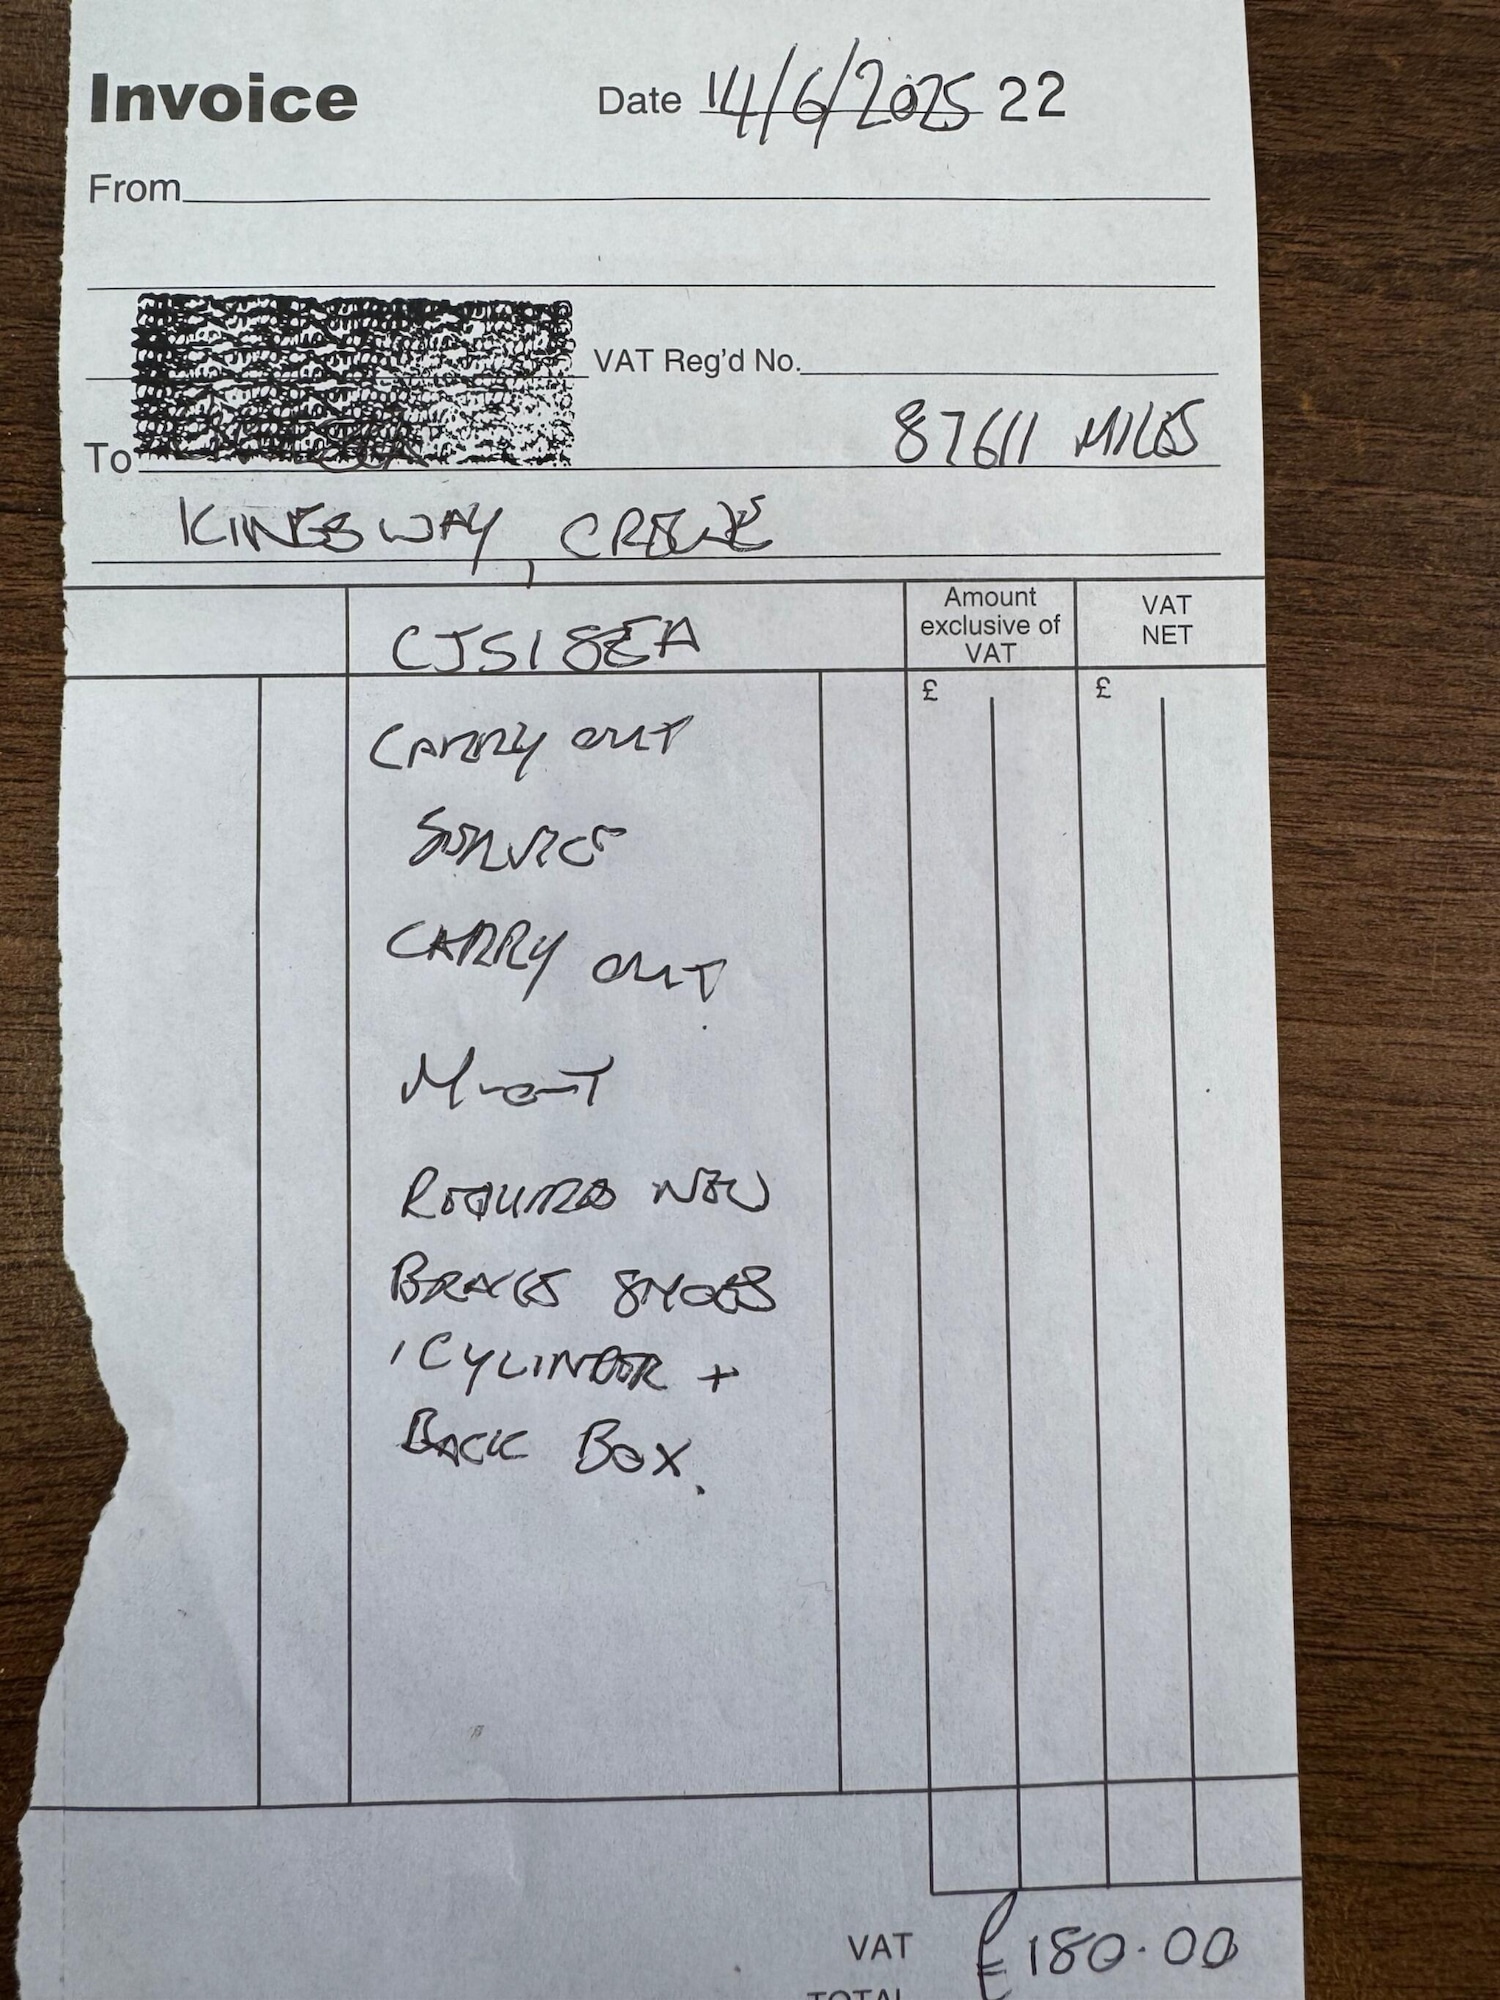 Invoice Date 14/6/2025 22
From
VAT Reg'd No.
To 87611 MILES
KINGSWAY, CREWE
Amount exclusive of VAT
VAT NET
CJ51 8EA
£ £
CARRY OUT
SERVICE
CARRY OUT
M-O-T
REQUIRED NEW
BRAKE SHOES
1 CYLINDER +
BACK BOX.
VAT £180.00
TOTAL